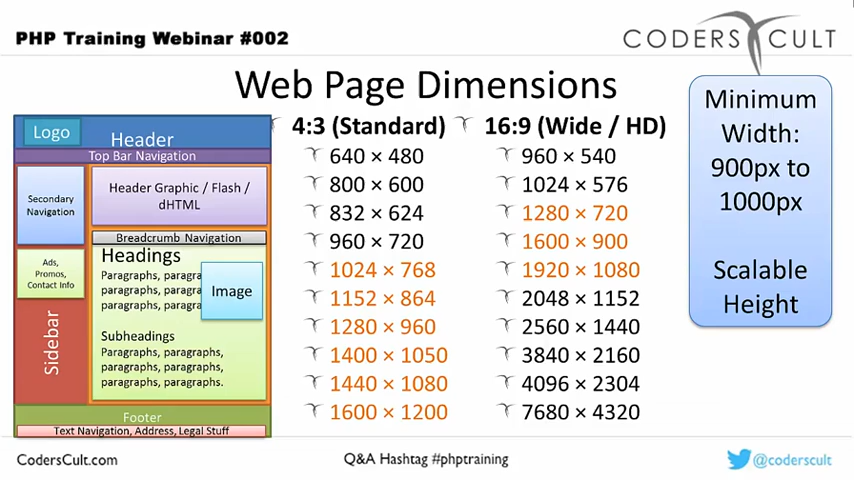 PHP Training Webinar #002
CODERS CULT
Web Page Dimensions
Logo
Header
Top Bar Navigation
Secondary
Navigation
Header Graphic / Flash /
dHTML
Breadcrumb Navigation
Ads,
Promos,
Contact Info
Headings
Paragraphs, paragra
paragraphs, paragra
paragraphs, paragra
Image
Sidebar
Subheadings
Paragraphs, paragraphs,
paragraphs, paragraphs,
paragraphs, paragraphs.
Footer
Text Navigation, Address, Legal Stuff
4:3 (Standard)
640 × 480
800 × 600
832 × 624
960 × 720
1024 × 768
1152 × 864
1280 × 960
1400 × 1050
1440 × 1080
1600 × 1200
16:9 (Wide / HD)
960 × 540
1024 × 576
1280 × 720
1600 × 900
1920 × 1080
2048 × 1152
2560 × 1440
3840 × 2160
4096 × 2304
7680 × 4320
Minimum
Width:
900px to
1000px
Scalable
Height
CodersCult.com
Q&A Hashtag #phptraining
@coderscult